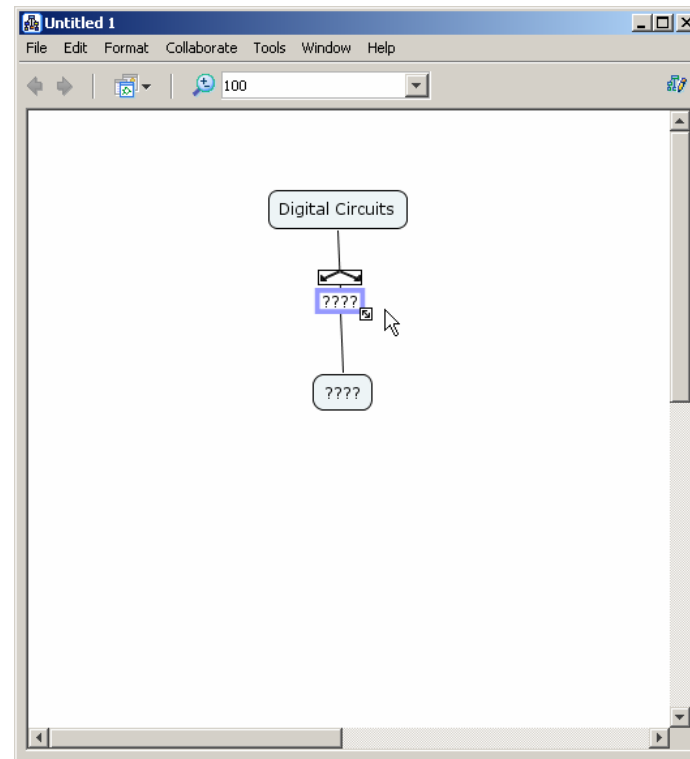 Untitled 1
File Edit Format Collaborate Tools Window Help
100
Digital Circuits
????
????